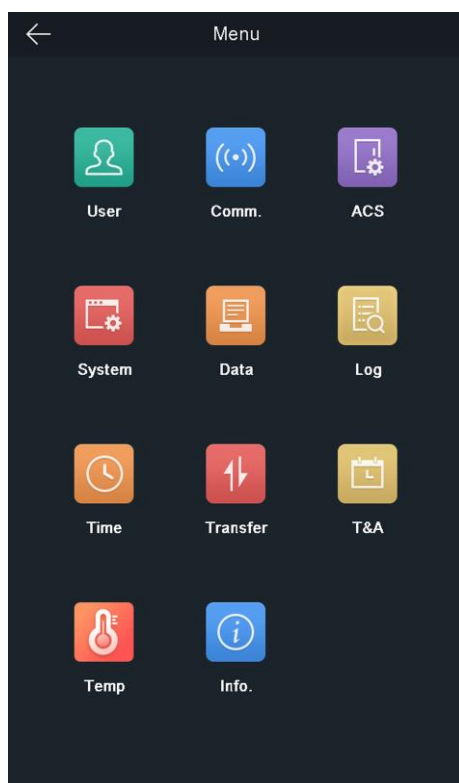 Menu
User Comm. ACS
System Data Log
Time Transfer T&A
Temp Info.